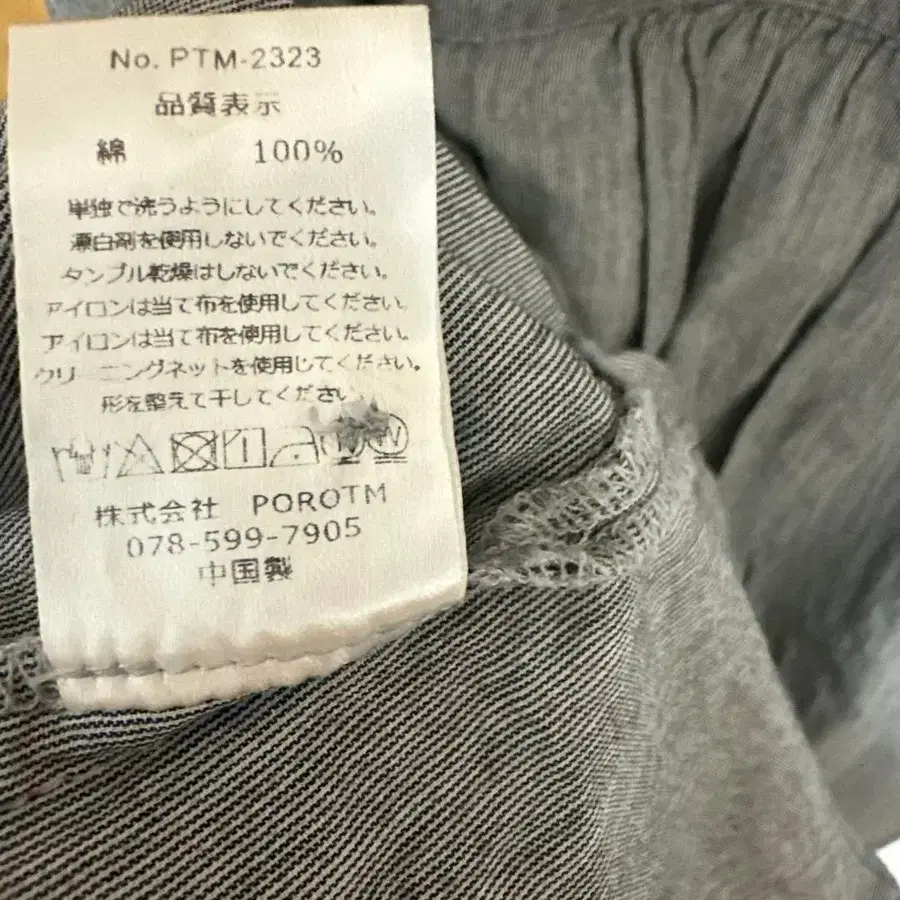 No. PTM-2323
品質表示
綿 100%
単独で洗うようにしてください。
漂白剤を使用しないでください。
タンブル乾燥はしないでください。
アイロンは当て布を使用してください。
アイロンは当て布を使用してください。
クリーニングネットを使用じてください。
形を整えて干してください。
株式会社 POROTM
078-599-7905
中国製